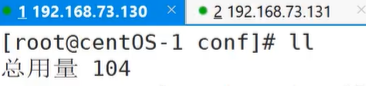 1 192.168.73.130 × 2 192.168.73.131
[root@centOS-1 conf]# ll
总用量 104